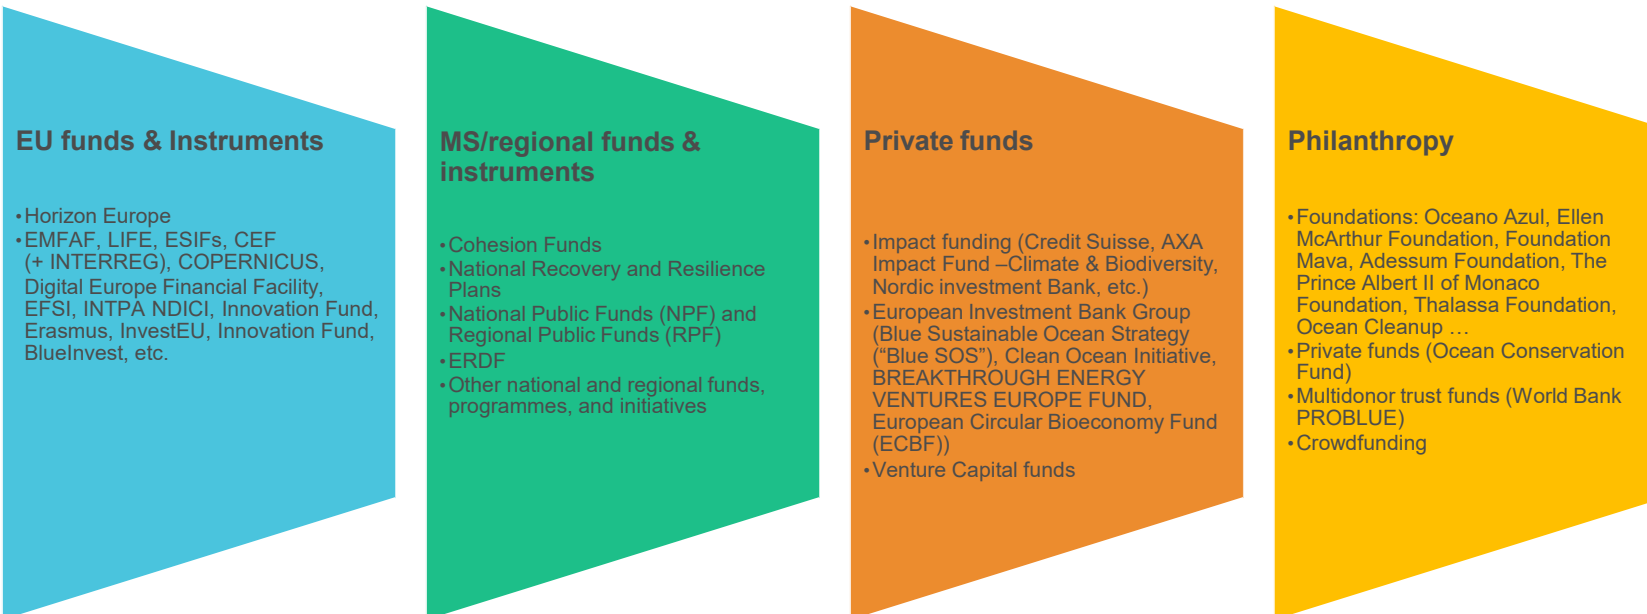 EU funds & Instruments
•Horizon Europe
•EMFAF, LIFE, ESIFs, CEF
(+ INTERREG), COPERNICUS,
Digital Europe Financial Facility,
EFSI, INTPA NDICI, Innovation Fund,
Erasmus, InvestEU, Innovation Fund,
BlueInvest, etc.
MS/regional funds &
instruments
•Cohesion Funds
•National Recovery and Resilience
Plans
•National Public Funds (NPF) and
Regional Public Funds (RPF)
•ERDF
•Other national and regional funds,
programmes, and initiatives
Private funds
•Impact funding (Credit Suisse, AXA
Impact Fund –Climate & Biodiversity,
Nordic investment Bank, etc.)
•European Investment Bank Group
(Blue Sustainable Ocean Strategy
(“Blue SOS”), Clean Ocean Initiative,
BREAKTHROUGH ENERGY
VENTURES EUROPE FUND,
European Circular Bioeconomy Fund
(ECBF))
•Venture Capital funds
Philanthropy
•Foundations: Oceano Azul, Ellen
McArthur Foundation, Foundation
Mava, Adessum Foundation, The
Prince Albert II of Monaco
Foundation, Thalassa Foundation,
Ocean Cleanup …
•Private funds (Ocean Conservation
Fund)
•Multidonor trust funds (World Bank
PROBLUE)
•Crowdfunding